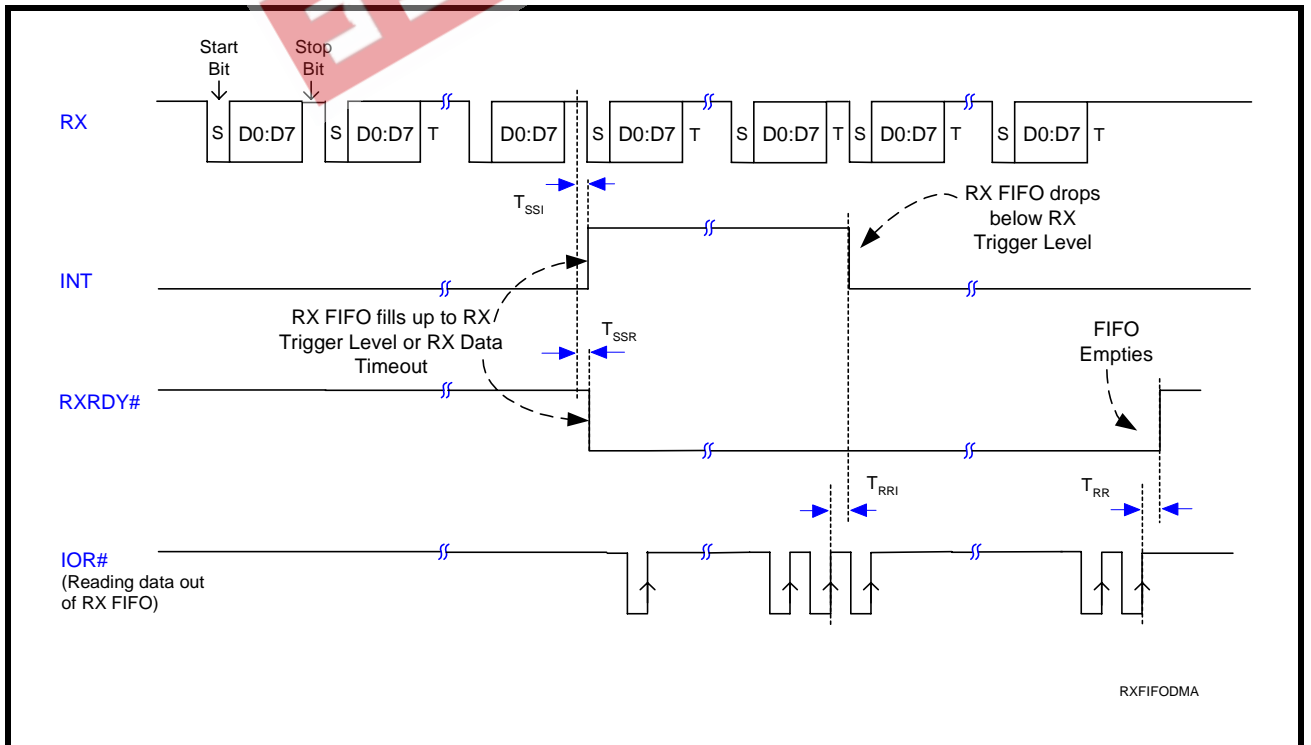 Start
Bit
Stop
Bit
RX
S D0:D7 S D0:D7 T D0:D7 S D0:D7 T S D0:D7 T S D0:D7 T S D0:D7 T
TSSI
RX FIFO drops
below RX
Trigger Level
INT
RX FIFO fills up to RX
Trigger Level or RX Data
Timeout
TSSR
FIFO
Empties
RXRDY#
TRRI
TRR
IOR#
(Reading data out
of RX FIFO)
RXFIFODMA